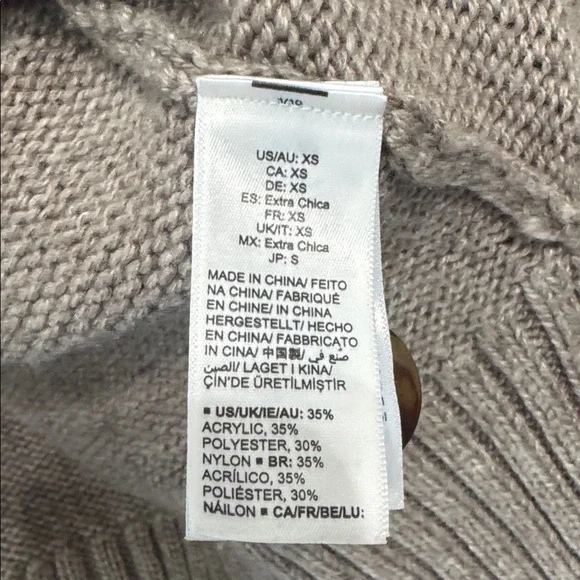 US/AU: XS
CA: XS
DE: XS
ES: Extra Chica
FR: XS
UK/IT: XS
MX: Extra Chica
JP: S
MADE IN CHINA/ FEITO
NA CHINA/ FABRIQUÉ
EN CHINE/ IN CHINA
HERGESTELLT/ HECHO
EN CHINA/ FABBRICATO
IN CINA/ 中国製/ صنع في
الصين/ LAGET I KINA/
ÇİN'DE ÜRETİLMİŞTİR
■ US/UK/IE/AU: 35%
ACRYLIC, 35%
POLYESTER, 30%
NYLON ■ BR: 35%
ACRÍLICO, 35%
POLIÉSTER, 30%
NÁILON ■ CA/FR/BE/LU: